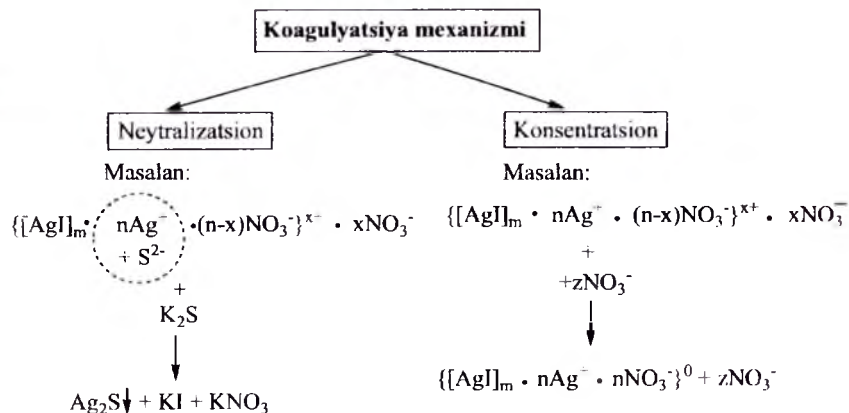 Koagulyatsiya mexanizmi
Neytralizatsion
Konsentratsion
Masalan:
Masalan:
{[AgI]ₘ · nAg⁺ · (n-x)NO₃⁻}ˣ⁺ · xNO₃⁻
+ S²⁻
+
K₂S
Ag₂S↓ + KI + KNO₃
{[AgI]ₘ · nAg⁺ · (n-x)NO₃⁻}ˣ⁺ · xNO₃⁻
+
+zNO₃⁻
{[AgI]ₘ · nAg⁺ · nNO₃⁻}⁰ + zNO₃⁻